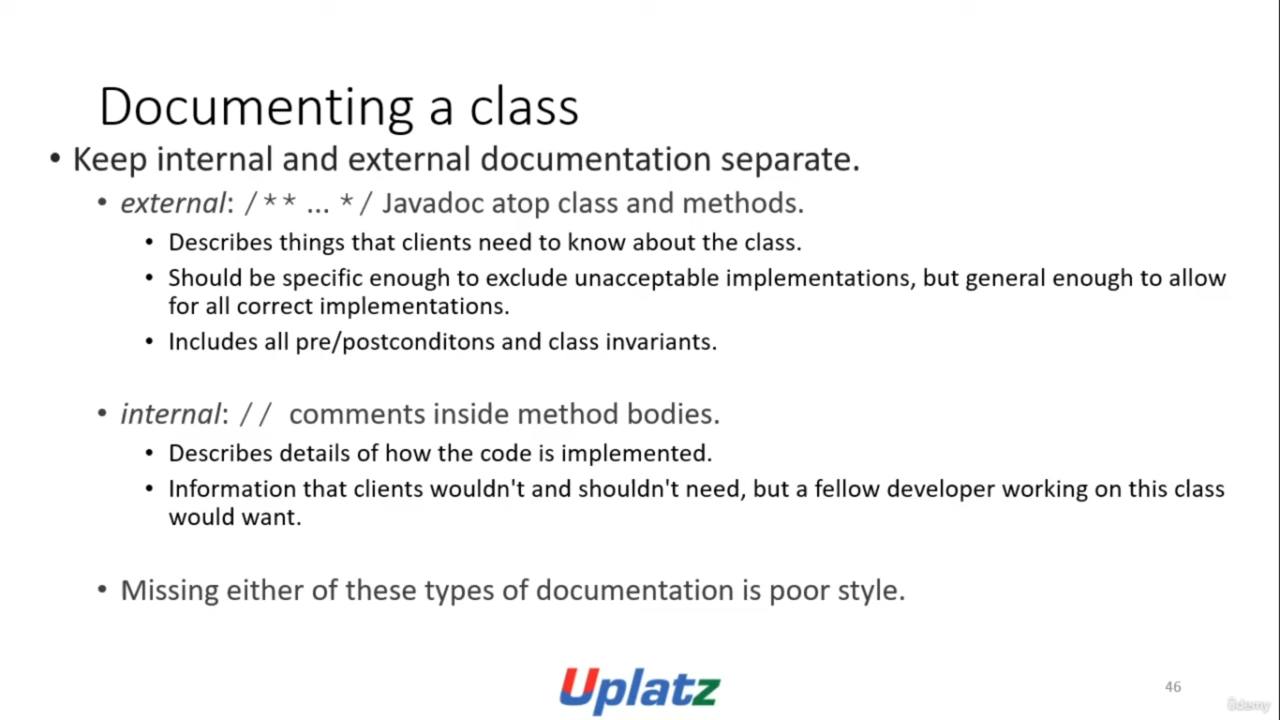 Documenting a class
• Keep internal and external documentation separate.
• external: /** ... */ Javadoc atop class and methods.
• Describes things that clients need to know about the class.
• Should be specific enough to exclude unacceptable implementations, but general enough to allow
for all correct implementations.
• Includes all pre/postconditons and class invariants.
• internal: // comments inside method bodies.
• Describes details of how the code is implemented.
• Information that clients wouldn't and shouldn't need, but a fellow developer working on this class
would want.
• Missing either of these types of documentation is poor style.
Uplatz
46
ûdemy